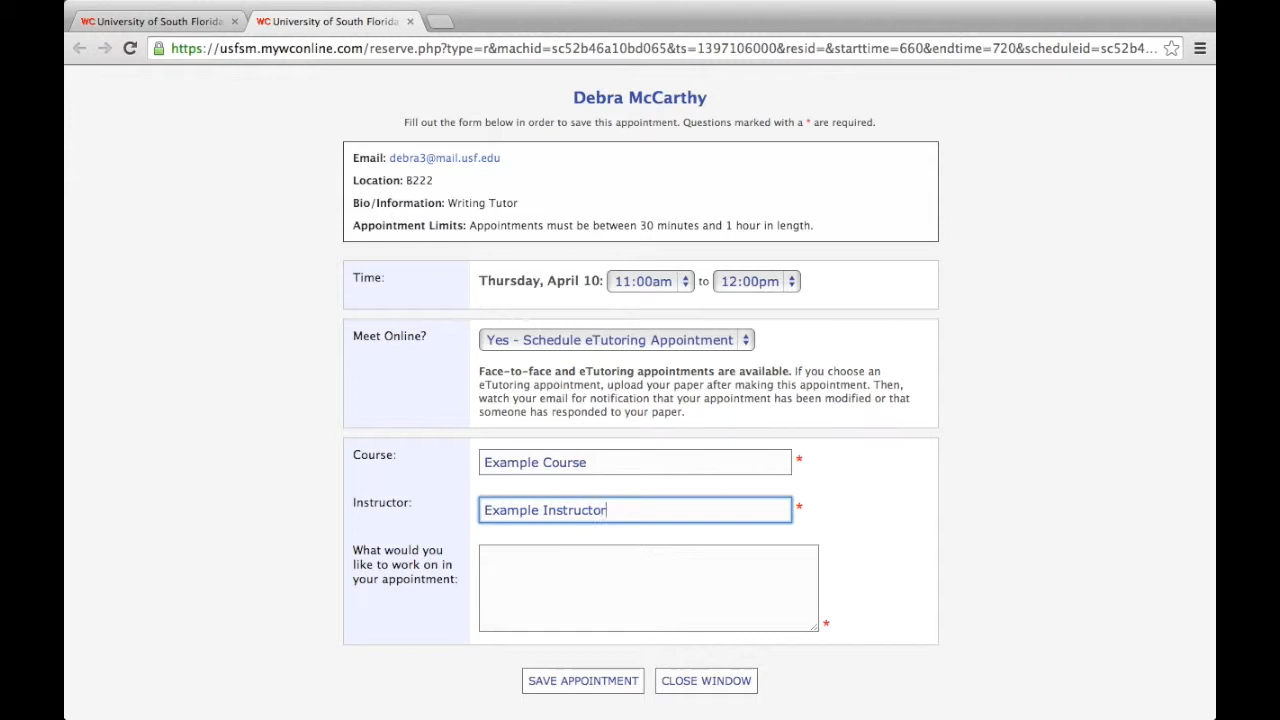 WC University of South Florida
WC University of South Florida
https://usfsm.mywconline.com/reserve.php?type=r&machid=sc52b46a10bd065&ts=1397106000&resid=&starttime=660&endtime=720&scheduleid=sc52b4...
Debra McCarthy
Fill out the form below in order to save this appointment. Questions marked with a * are required.
Email: debra3@mail.usf.edu
Location: B222
Bio/Information: Writing Tutor
Appointment Limits: Appointments must be between 30 minutes and 1 hour in length.
Time: Thursday, April 10: 11:00am to 12:00pm
Meet Online? Yes - Schedule eTutoring Appointment
Face-to-face and eTutoring appointments are available. If you choose an
eTutoring appointment, upload your paper after making this appointment. Then,
watch your email for notification that your appointment has been modified or that
someone has responded to your paper.
Course: Example Course *
Instructor: Example Instructor *
What would you
like to work on in
your appointment:
*
SAVE APPOINTMENT CLOSE WINDOW